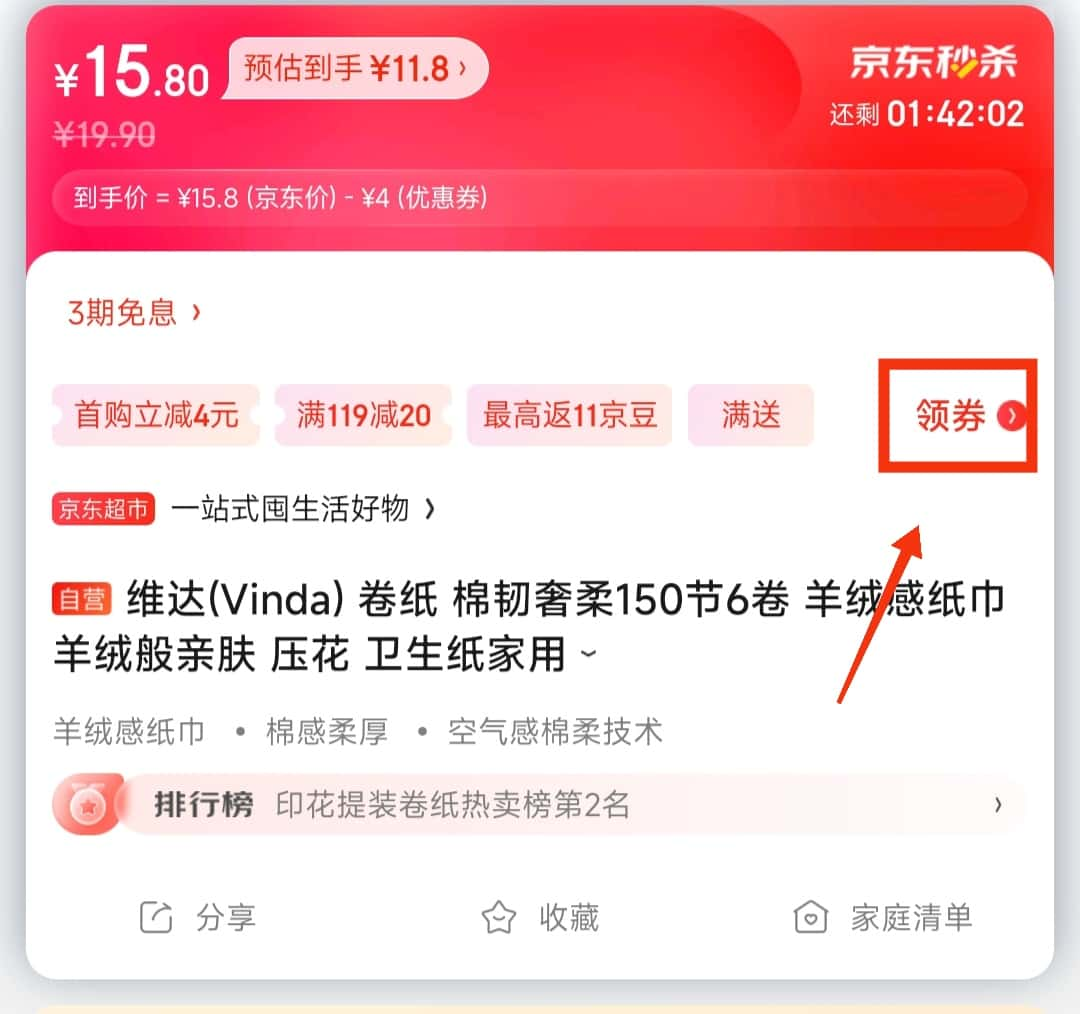 ¥15.80 预估到手 ¥11.8 ›
京东秒杀
¥19.90
还剩 01:42:02
到手价 = ¥15.8 (京东价) - ¥4 (优惠券)
3期免息 ›
首购立减4元 满119减20 最高返11京豆 满送 领券
京东超市 一站式囤生活好物 ›
自营 维达(Vinda) 卷纸 棉韧奢柔150节6卷 羊绒感纸巾
羊绒般亲肤 压花 卫生纸家用
羊绒感纸巾 • 棉感柔厚 • 空气感棉柔技术
排行榜 印花提装卷纸热卖榜第2名 ›
分享 收藏 家庭清单